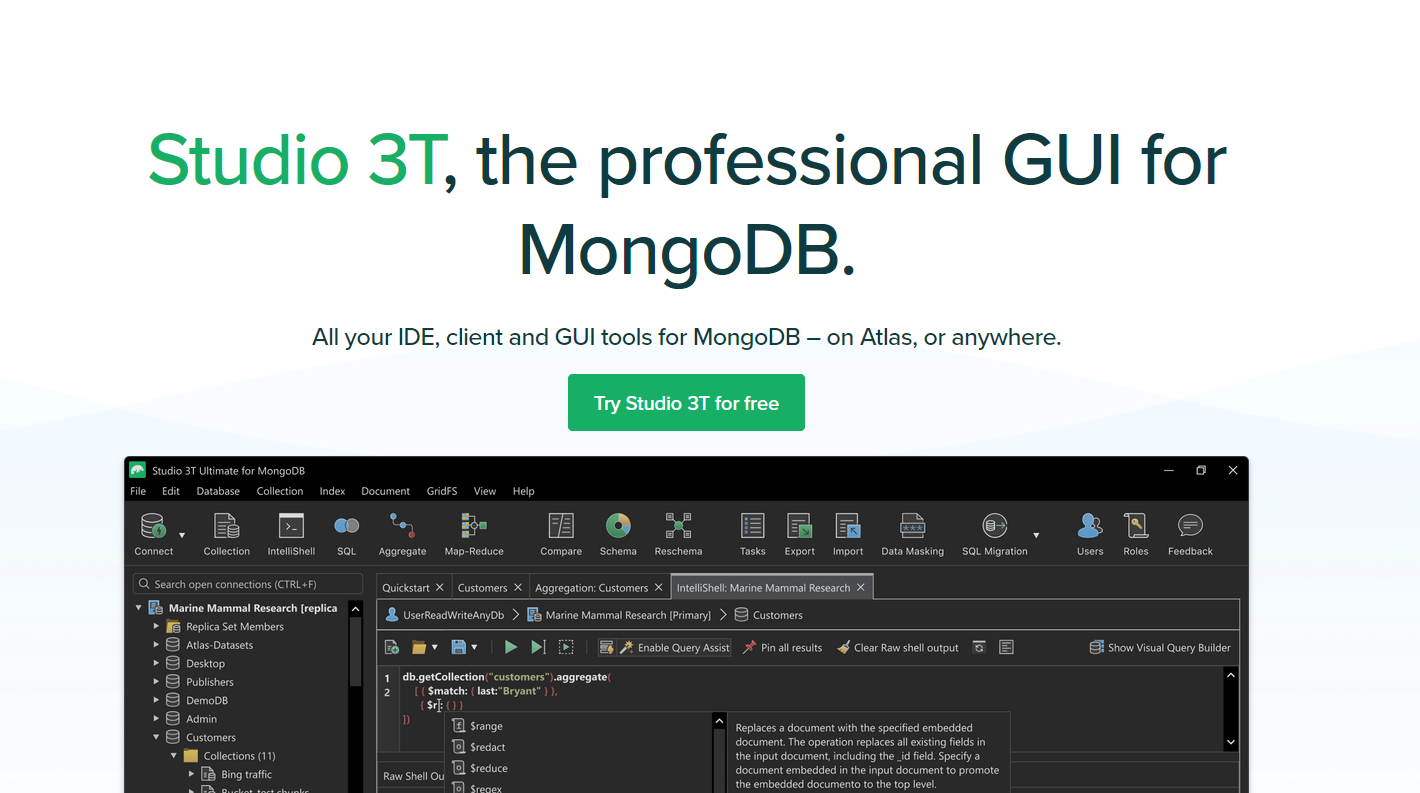 Studio 3T, the professional GUI for
MongoDB.
All your IDE, client and GUI tools for MongoDB – on Atlas, or anywhere.
Try Studio 3T for free
Studio 3T Ultimate for MongoDB
File Edit Database Collection Index Document GridFS View Help
Connect Collection IntelliShell SQL Aggregate Map-Reduce Compare Schema Reschema Tasks Export Import Data Masking SQL Migration Users Roles Feedback
Search open connections (CTRL+F)
Marine Mammal Research [replica
Replica Set Members
Atlas-Datasets
Desktop
Publishers
DemoDB
Admin
Customers
Collections (11)
Bing traffic
Bucket-test.chunks
Quickstart Customers Aggregation: Customers IntelliShell: Marine Mammal Research
UserReadWriteAnyDb Marine Mammal Research [Primary] Customers
Enable Query Assist Pin all results Clear Raw shell output Show Visual Query Builder
1 db.getCollection("customers").aggregate(
2 [ { $match: { last:"Bryant" } },
{ $r: { } }
])
$range
$redact
$reduce
$regex
Replaces a document with the specified embedded
document. The operation replaces all existing fields in
the input document, including the _id field. Specify a
document embedded in the input document to promote
the embedded documento to the top level.
Raw Shell Ou